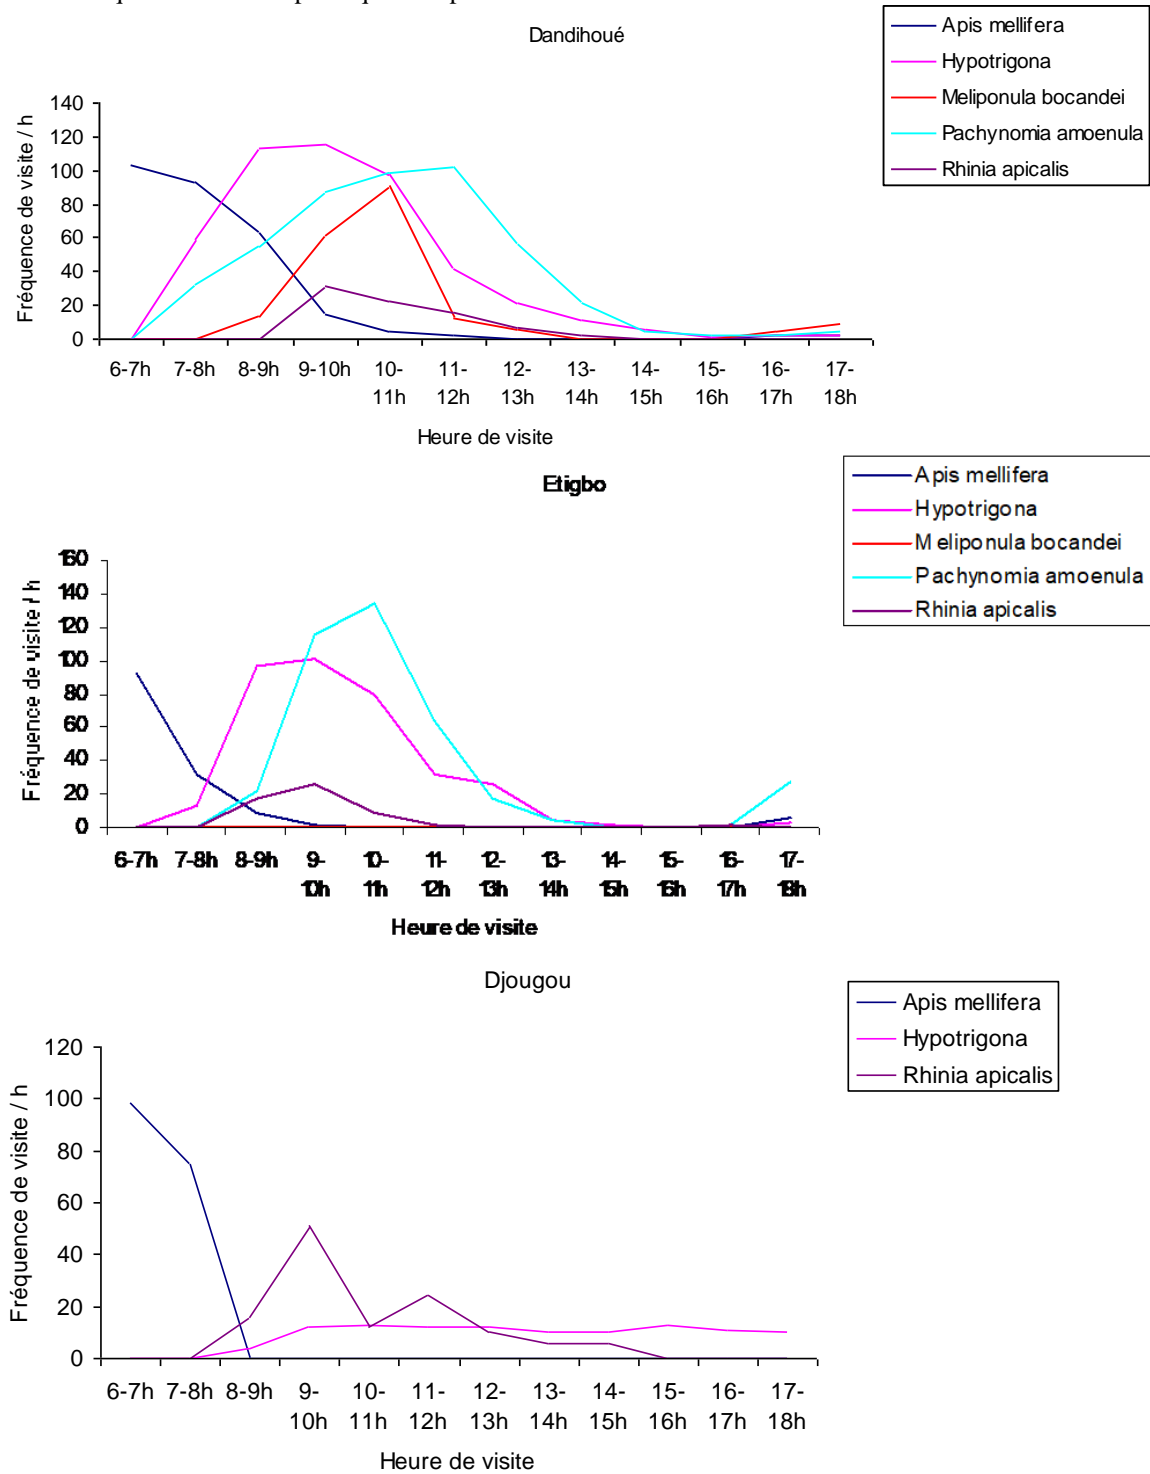 Dandihoué
Apis mellifera
Hypotrigona
Meliponula bocandei
Pachynomia amoenula
Rhinia apicalis
Fréquence de visite / h
140
120
100
80
60
40
20
0
6-7h 7-8h 8-9h 9-10h 10-11h 11-12h 12-13h 13-14h 14-15h 15-16h 16-17h 17-18h
Heure de visite
Etigbo
Apis mellifera
Hypotrigona
Meliponula bocandei
Pachynomia amoenula
Rhinia apicalis
Fréquence de visite / h
160
140
120
100
80
60
40
20
0
6-7h 7-8h 8-9h 9-10h 10-11h 11-12h 12-13h 13-14h 14-15h 15-16h 16-17h 17-18h
Heure de visite
Djougou
Apis mellifera
Hypotrigona
Rhinia apicalis
Fréquence de visite / h
120
100
80
60
40
20
0
6-7h 7-8h 8-9h 9-10h 10-11h 11-12h 12-13h 13-14h 14-15h 15-16h 16-17h 17-18h
Heure de visite